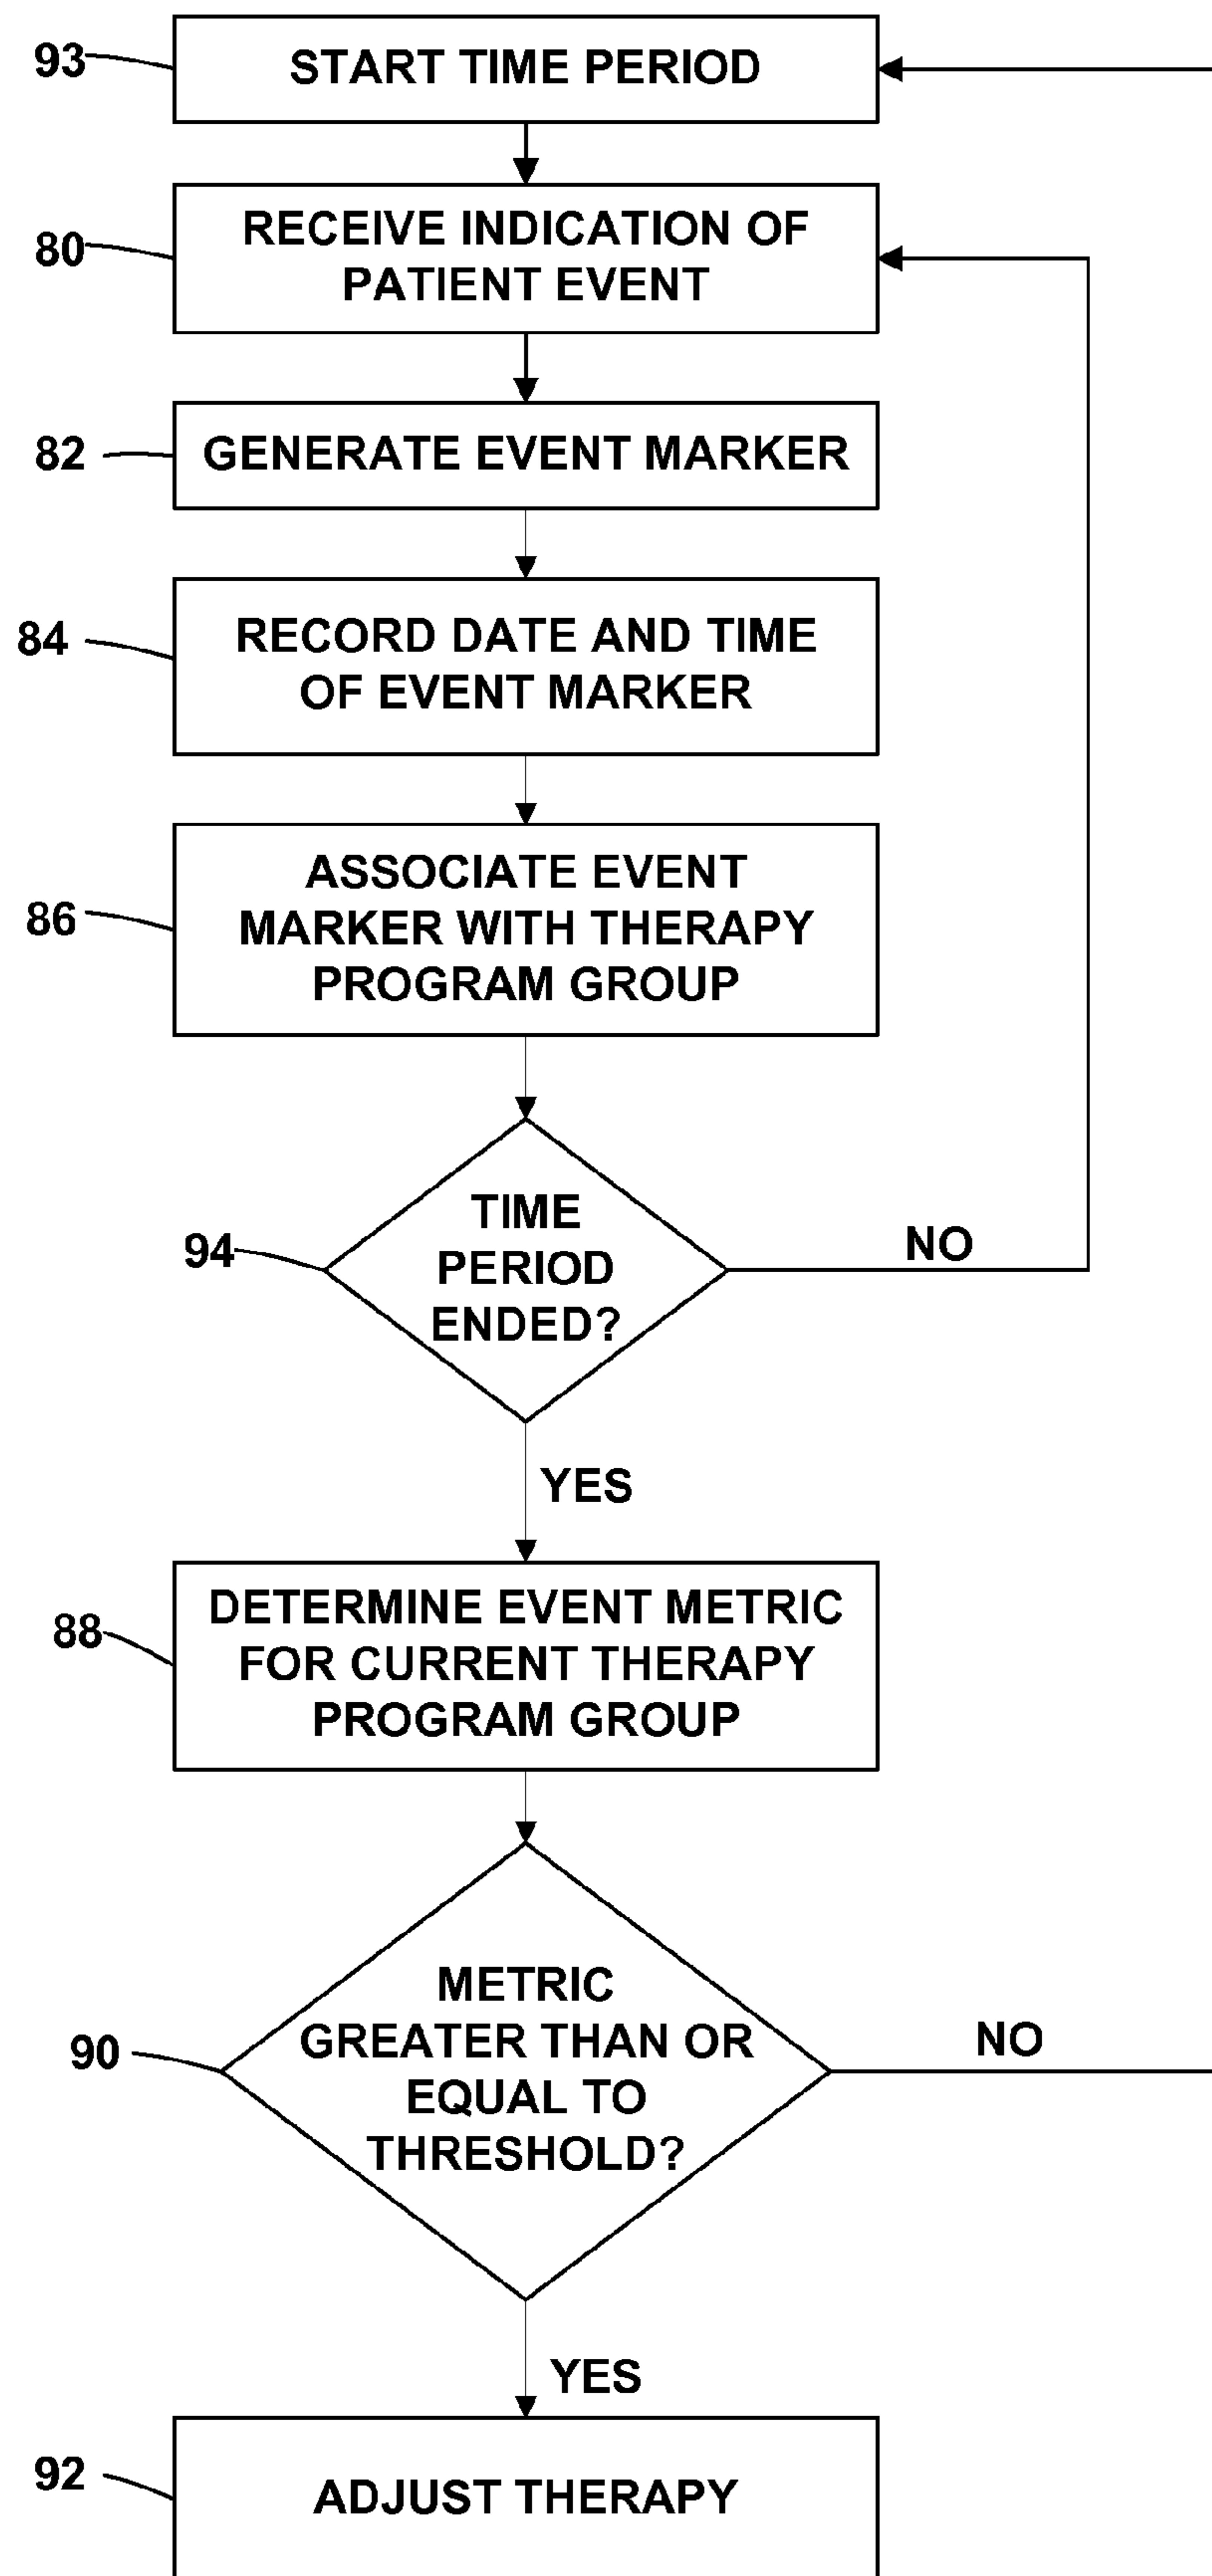 93
START TIME PERIOD
80
RECEIVE INDICATION OF
PATIENT EVENT
82
GENERATE EVENT MARKER
84
RECORD DATE AND TIME
OF EVENT MARKER
86
ASSOCIATE EVENT
MARKER WITH THERAPY
PROGRAM GROUP
94
TIME
PERIOD
ENDED?
NO
YES
88
DETERMINE EVENT METRIC
FOR CURRENT THERAPY
PROGRAM GROUP
90
METRIC
GREATER THAN OR
EQUAL TO
THRESHOLD?
NO
YES
92
ADJUST THERAPY